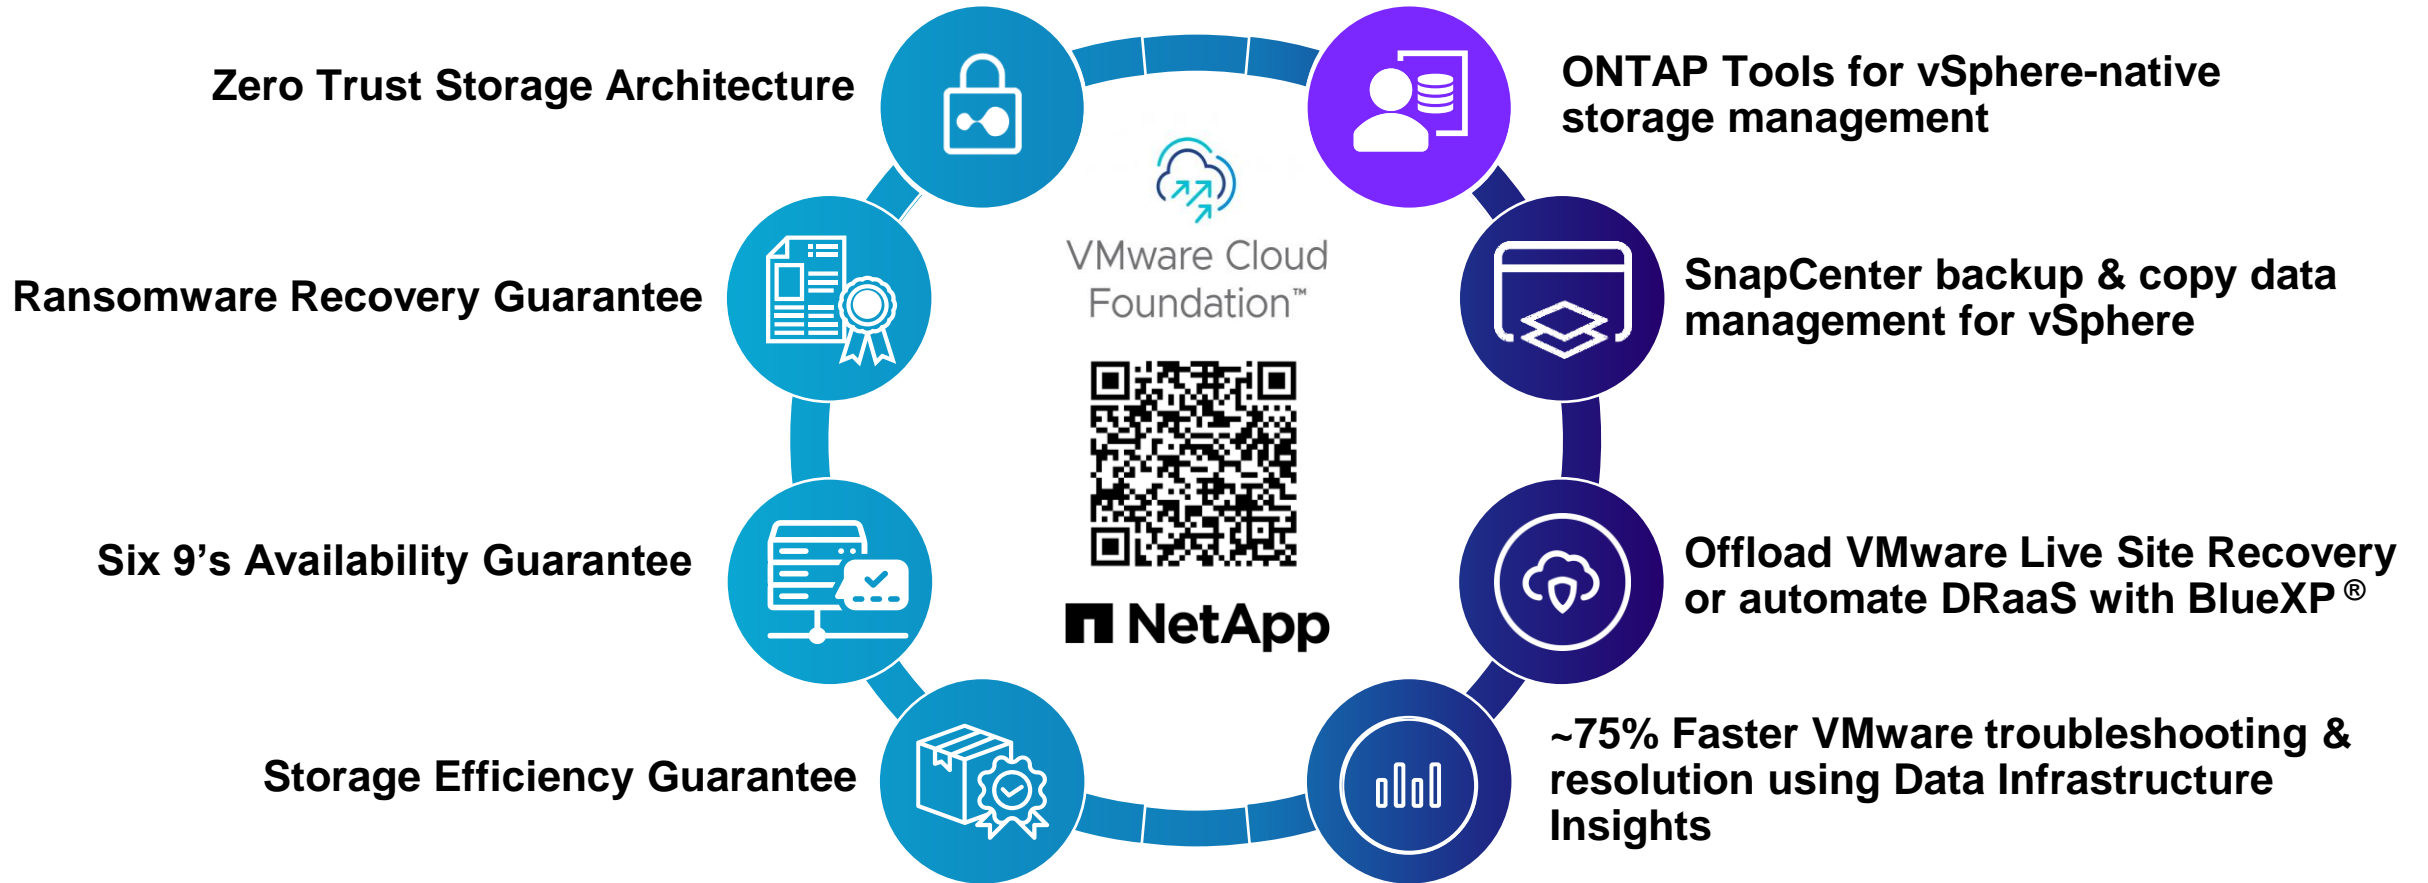 Zero Trust Storage Architecture
Ransomware Recovery Guarantee
Six 9’s Availability Guarantee
Storage Efficiency Guarantee
VMware Cloud
Foundation™
NetApp
ONTAP Tools for vSphere-native
storage management
SnapCenter backup & copy data
management for vSphere
Offload VMware Live Site Recovery
or automate DRaaS with BlueXP®
~75% Faster VMware troubleshooting &
resolution using Data Infrastructure
Insights